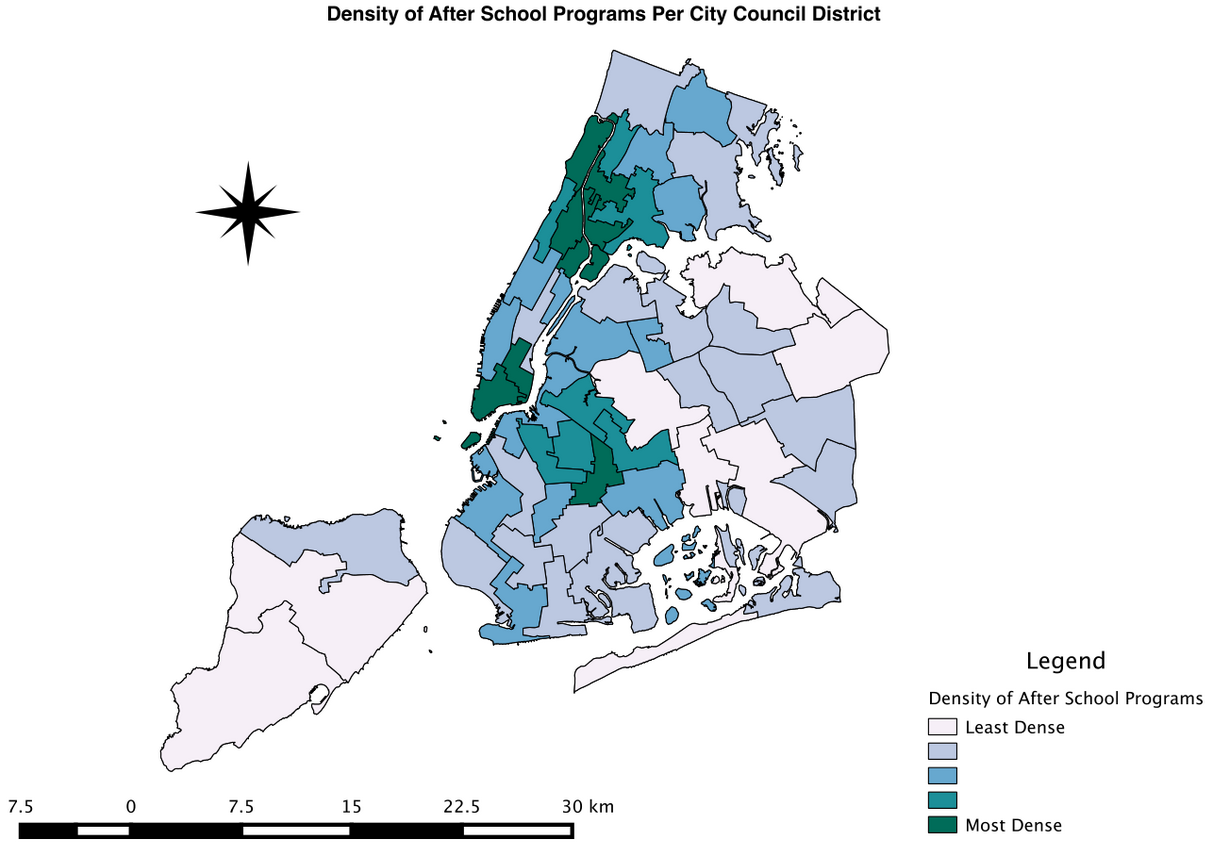 Density of After School Programs Per City Council District
Legend
Density of After School Programs
Least Dense
Most Dense
7.5 0 7.5 15 22.5 30 km